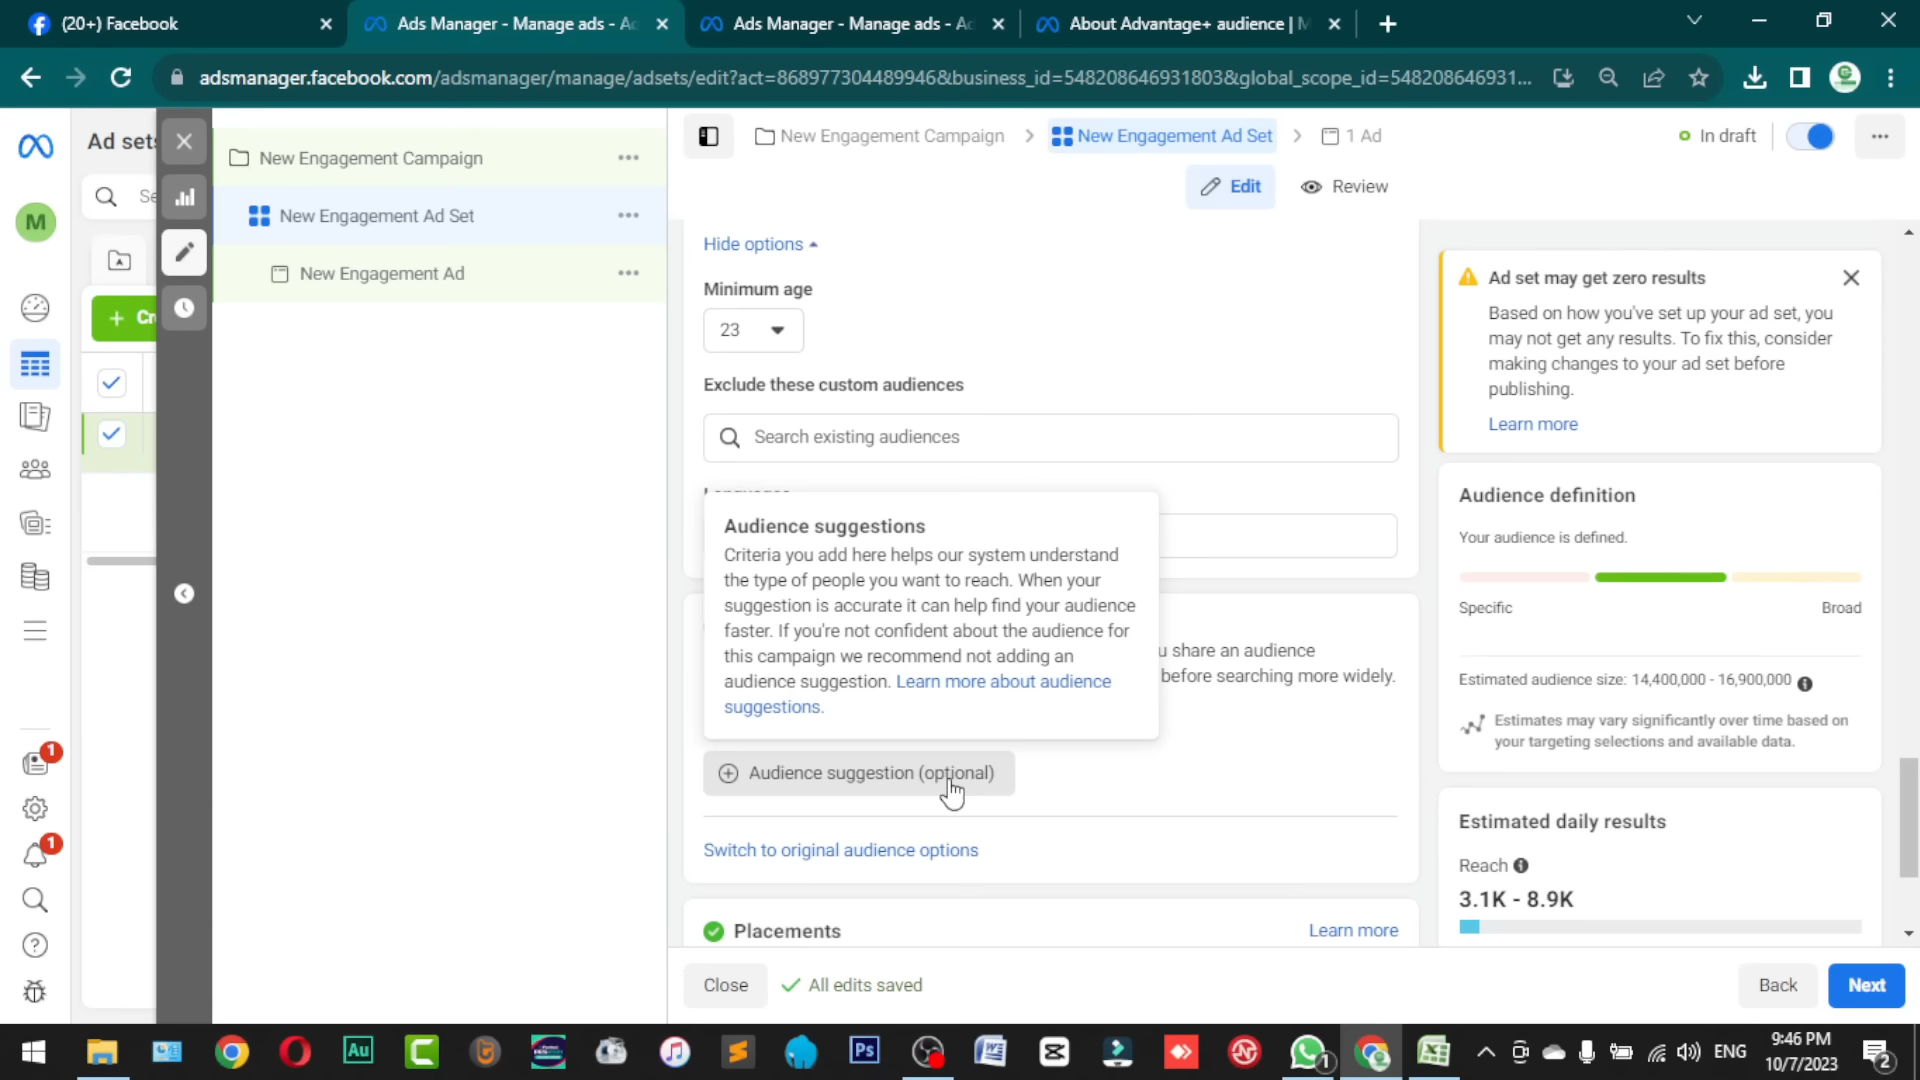 (20+) Facebook
Ads Manager - Manage ads - Ad
Ads Manager - Manage ads - Ad
About Advantage+ audience | M
adsmanager.facebook.com/adsmanager/manage/adsets/edit?act=868977304489946&business_id=548208646931803&global_scope_id=548208646931...
Ad sets
M
Se
+ Cr
New Engagement Campaign
New Engagement Ad Set
New Engagement Ad
New Engagement Campaign
New Engagement Ad Set
1 Ad
In draft
Edit
Review
Hide options
Minimum age
23
Exclude these custom audiences
Search existing audiences
Languages
Audience suggestions
Criteria you add here helps our system understand
the type of people you want to reach. When your
suggestion is accurate it can help find your audience
faster. If you're not confident about the audience for
this campaign we recommend not adding an
audience suggestion. Learn more about audience
suggestions.
u share an audience
before searching more widely.
Audience suggestion (optional)
Switch to original audience options
Placements
Learn more
Close
All edits saved
Back
Next
Ad set may get zero results
Based on how you've set up your ad set, you
may not get any results. To fix this, consider
making changes to your ad set before
publishing.
Learn more
Audience definition
Your audience is defined.
Specific
Broad
Estimated audience size: 14,400,000 - 16,900,000
Estimates may vary significantly over time based on
your targeting selections and available data.
Estimated daily results
Reach
3.1K - 8.9K
1
1
Au
C
Ps
1
ENG
9:46 PM
10/7/2023
2